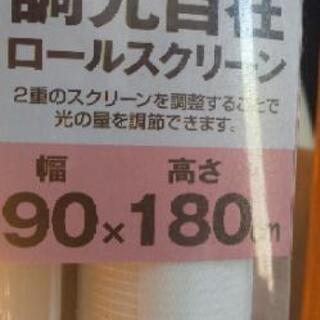 調光自在
ロールスクリーン
2重のスクリーンを調整することで
光の量を調節できます。
幅 高さ
90×180cm